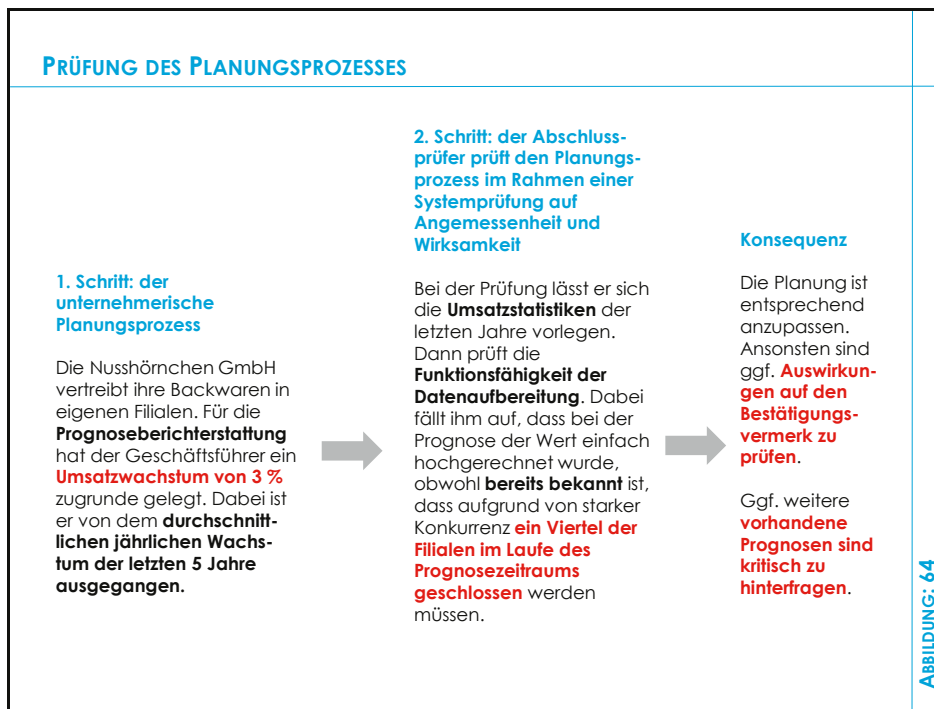 PRÜFUNG DES PLANUNGSPROZESSES
1. Schritt: der
unternehmerische
Planungsprozess
Die Nusshörnchen GmbH
vertreibt ihre Backwaren in
eigenen Filialen. Für die
Prognoseberichterstattung
hat der Geschäftsführer ein
Umsatzwachstum von 3 %
zugrunde gelegt. Dabei ist
er von dem durchschnitt-
lichen jährlichen Wachs-
tum der letzten 5 Jahre
ausgegangen.
2. Schritt: der Abschluss-
prüfer prüft den Planungs-
prozess im Rahmen einer
Systemprüfung auf
Angemessenheit und
Wirksamkeit
Bei der Prüfung lässt er sich
die Umsatzstatistiken der
letzten Jahre vorlegen.
Dann prüft die
Funktionsfähigkeit der
Datenaufbereitung. Dabei
fällt ihm auf, dass bei der
Prognose der Wert einfach
hochgerechnet wurde,
obwohl bereits bekannt ist,
dass aufgrund von starker
Konkurrenz ein Viertel der
Filialen im Laufe des
Prognosezeitraums
geschlossen werden
müssen.
Konsequenz
Die Planung ist
entsprechend
anzupassen.
Ansonsten sind
ggf. Auswirkun-
gen auf den
Bestätigungs-
vermerk zu
prüfen.
Ggf. weitere
vorhandene
Prognosen sind
kritisch zu
hinterfragen.
ABBILDUNG: 64